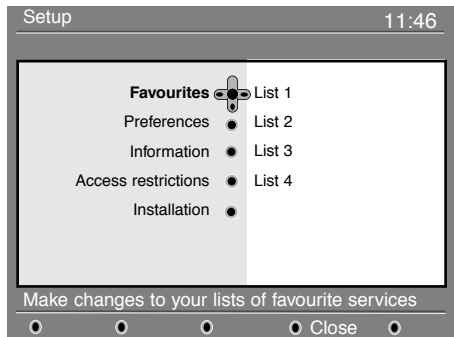 Setup 11:46
Favourites List 1
Preferences List 2
Information List 3
Access restrictions List 4
Installation
Make changes to your lists of favourite services
Close